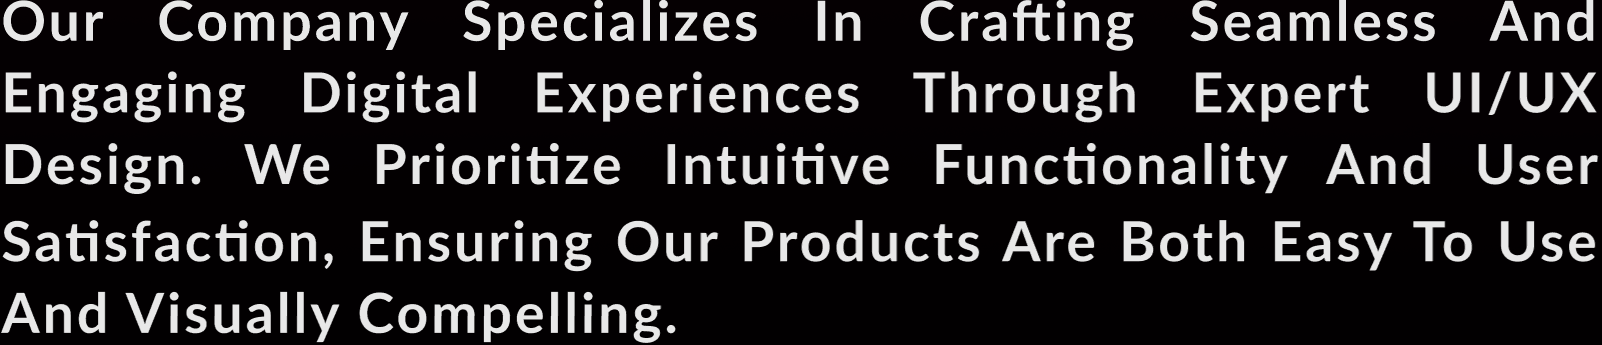 Our Company Specializes In Crafting Seamless And
Engaging Digital Experiences Through Expert UI/UX
Design. We Prioritize Intuitive Functionality And User
Satisfaction, Ensuring Our Products Are Both Easy To Use
And Visually Compelling.